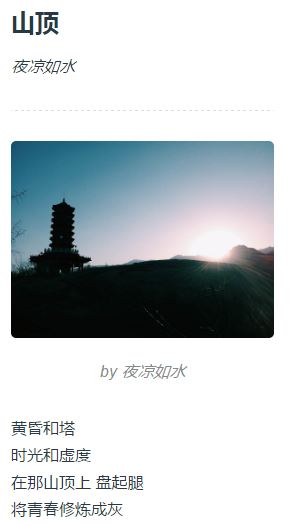 山顶
夜凉如水
by 夜凉如水
黄昏和塔
时光和虚度
在那山顶上 盘起腿
将青春修炼成灰